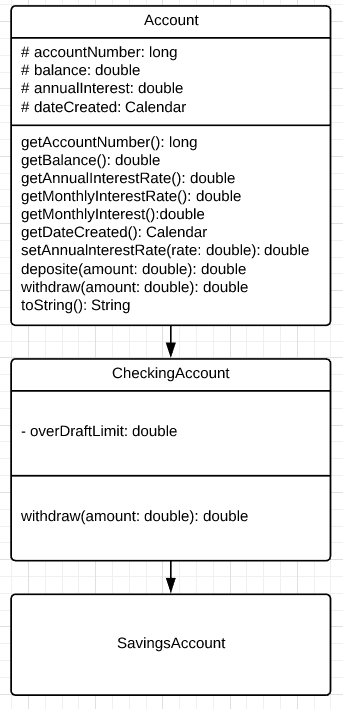 Account
# accountNumber: long
# balance: double
# annualInterest: double
# dateCreated: Calendar
getAccountNumber(): long
getBalance(): double
getAnnualInterestRate(): double
getMonthlyInterestRate(): double
getMonthlyInterest():double
getDateCreated(): Calendar
setAnnualnterestRate(rate: double): double
deposite(amount: double): double
withdraw(amount: double): double
toString(): String
CheckingAccount
- overDraftLimit: double
withdraw(amount: double): double
SavingsAccount